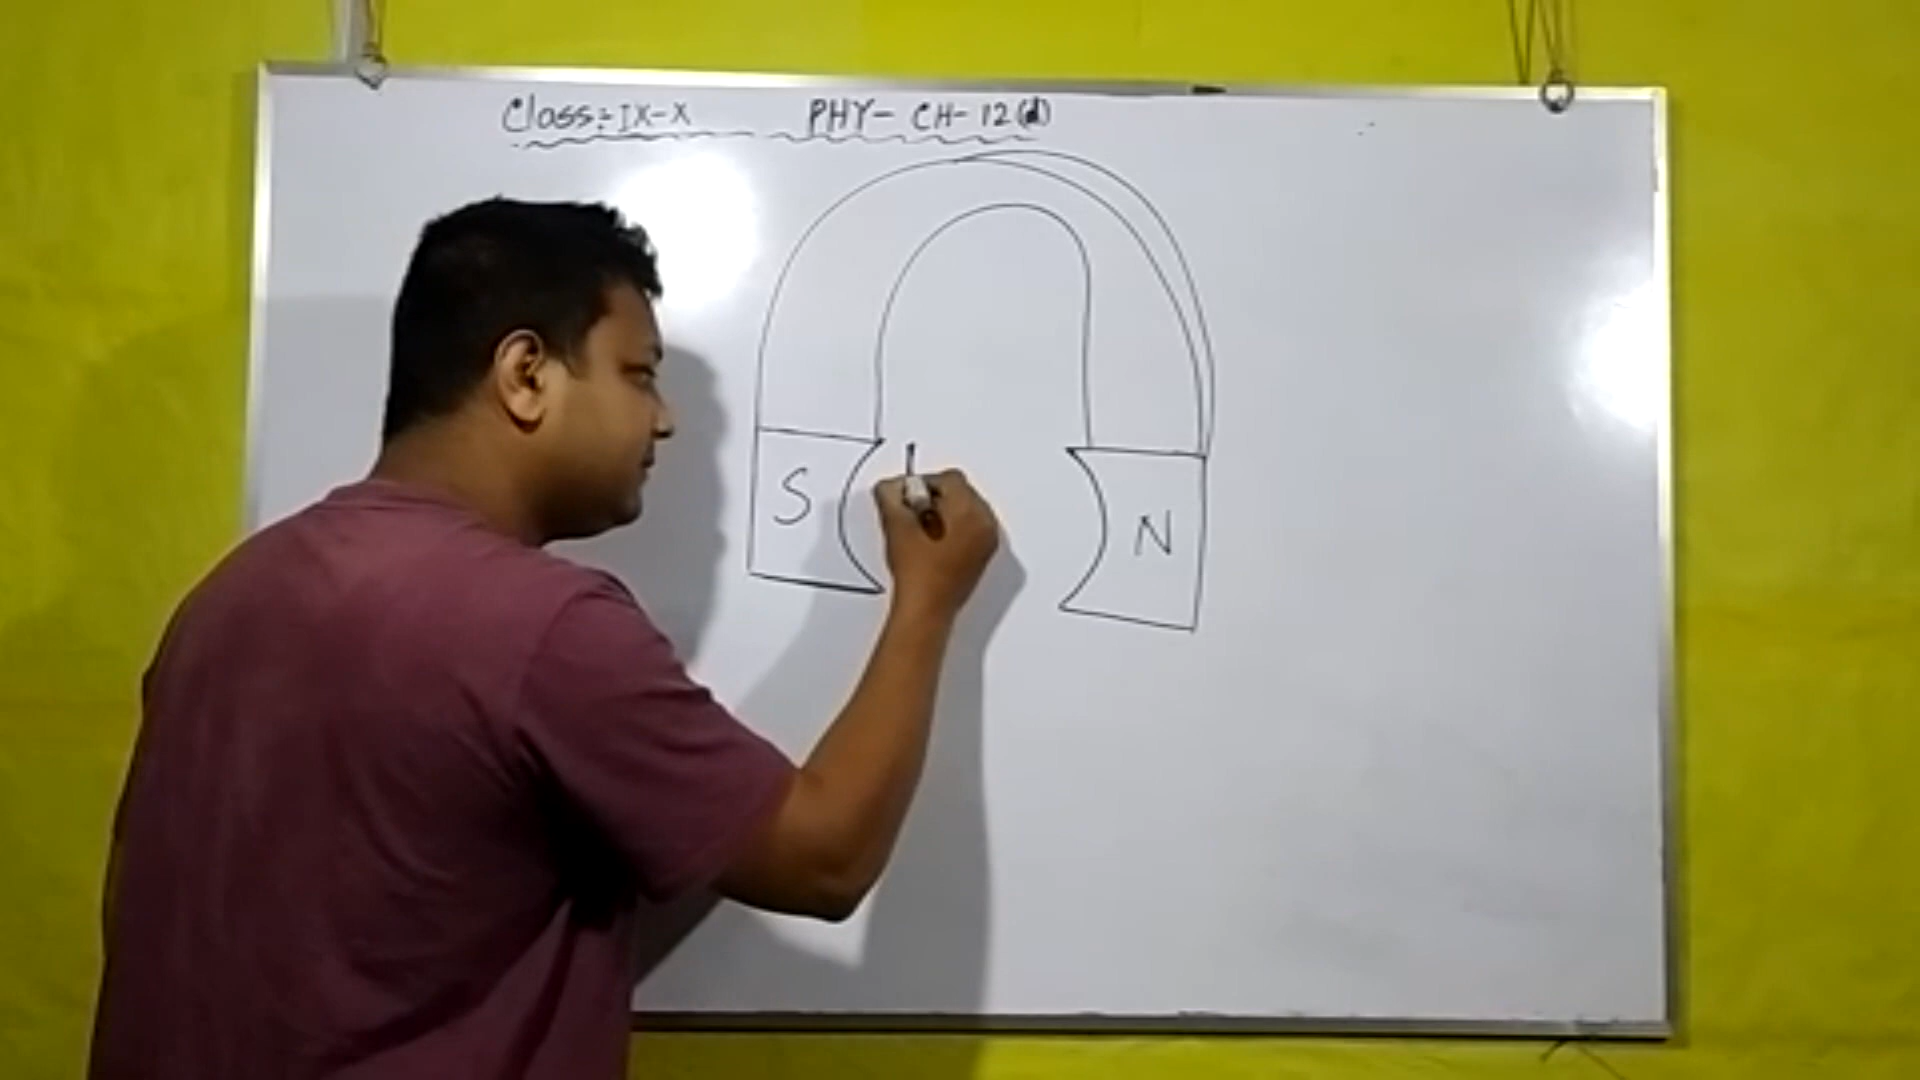 Class:- IX-X PHY- CH-12(d)
S
N